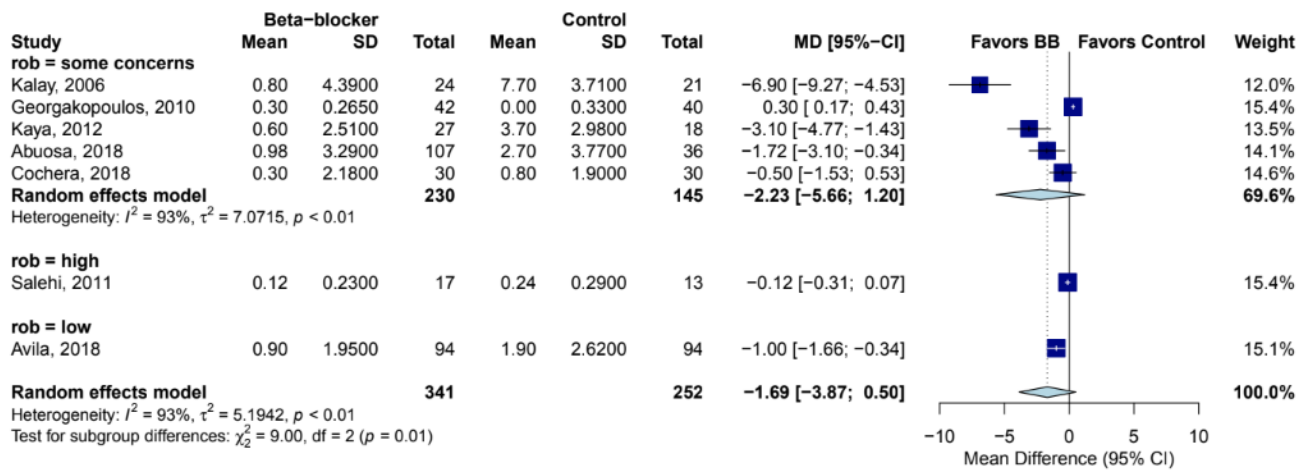 Beta−blocker Control
Study Mean SD Total Mean SD Total MD [95%−CI] Favors BB Favors Control Weight
rob = some concerns
Kalay, 2006 0.80 4.3900 24 7.70 3.7100 21 −6.90 [−9.27; −4.53] 12.0%
Georgakopoulos, 2010 0.30 0.2650 42 0.00 0.3300 40 0.30 [ 0.17; 0.43] 15.4%
Kaya, 2012 0.60 2.5100 27 3.70 2.9800 18 −3.10 [−4.77; −1.43] 13.5%
Abuosa, 2018 0.98 3.2900 107 2.70 3.7700 36 −1.72 [−3.10; −0.34] 14.1%
Cochera, 2018 0.30 2.1800 30 0.80 1.9000 30 −0.50 [−1.53; 0.53] 14.6%
Random effects model 230 145 −2.23 [−5.66; 1.20] 69.6%
Heterogeneity: I² = 93%, τ² = 7.0715, p < 0.01
rob = high
Salehi, 2011 0.12 0.2300 17 0.24 0.2900 13 −0.12 [−0.31; 0.07] 15.4%
rob = low
Avila, 2018 0.90 1.9500 94 1.90 2.6200 94 −1.00 [−1.66; −0.34] 15.1%
Random effects model 341 252 −1.69 [−3.87; 0.50] 100.0%
Heterogeneity: I² = 93%, τ² = 5.1942, p < 0.01
Test for subgroup differences: χ²₂ = 9.00, df = 2 (p = 0.01)
−10 −5 0 5 10
Mean Difference (95% CI)